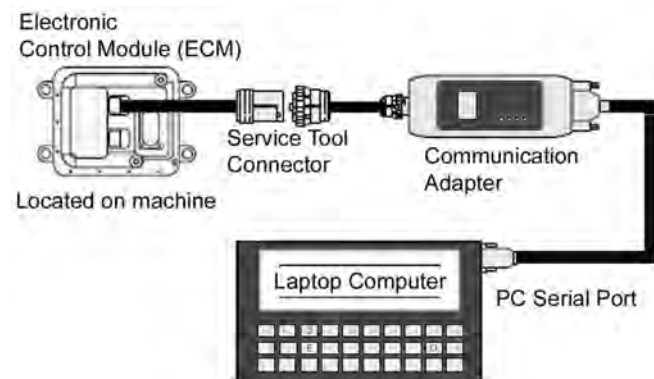 Electronic
Control Module (ECM)
Service Tool
Connector
Communication
Adapter
Located on machine
Laptop Computer
PC Serial Port